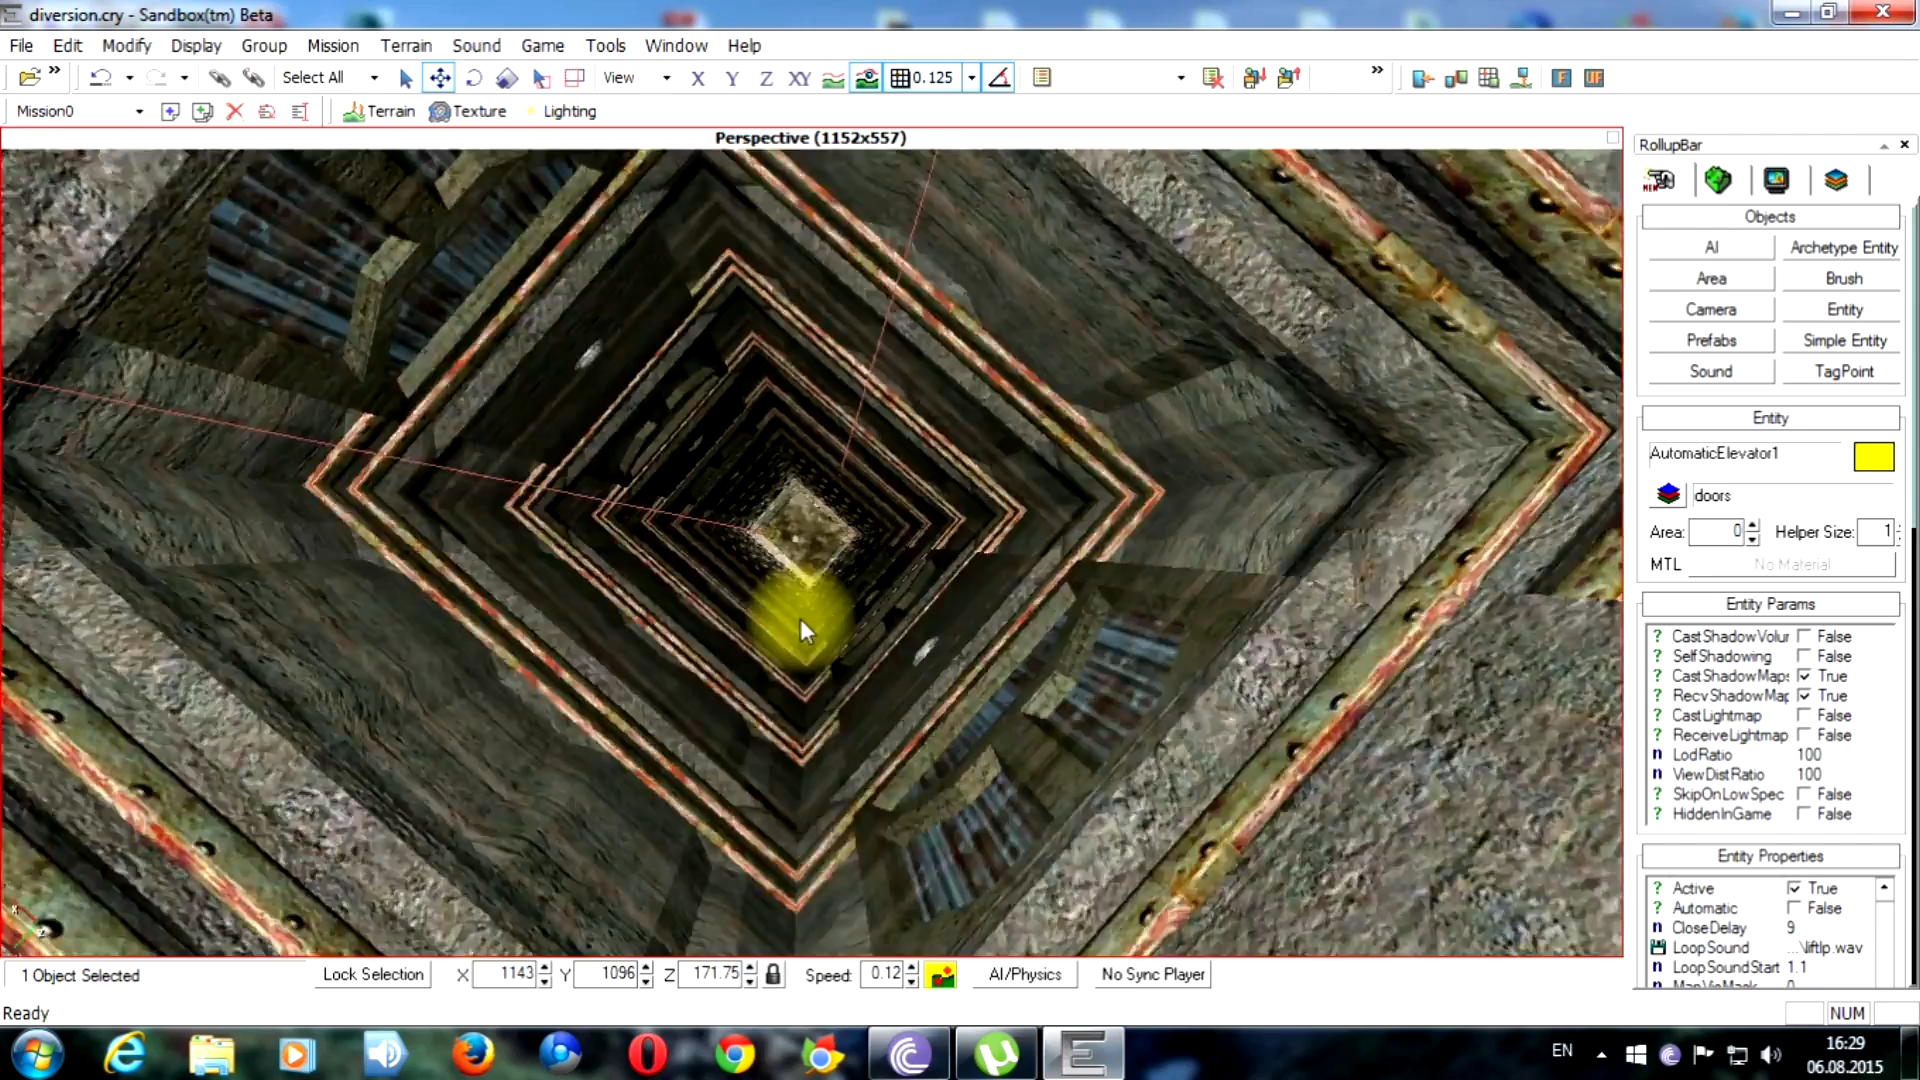 diversion.cry - Sandbox(tm) Beta
File Edit Modify Display Group Mission Terrain Sound Game Tools Window Help
Select All View X Y Z XY 0.125
Mission0 Terrain Texture Lighting
Perspective (1152x557)
RollupBar
Objects
AI Archetype Entity
Area Brush
Camera Entity
Prefabs Simple Entity
Sound TagPoint
Entity
AutomaticElevator1
doors
Area: 0 Helper Size: 1
MTL No Material
Entity Params
? CastShadowVolur False
? SelfShadowing False
? CastShadowMap: True
? RecvShadowMap True
? CastLightmap False
? ReceiveLightmap False
n LodRatio 100
n ViewDistRatio 100
? SkipOnLowSpec False
? HiddenInGame False
Entity Properties
? Active True
? Automatic False
n CloseDelay 9
LoopSound ...\liftlp.wav
n LoopSoundStart 1.1
1 Object Selected Lock Selection X 1143 Y 1096 Z 171.75 Speed: 0.12 AI/Physics No Sync Player
Ready NUM
EN 16:29
06.08.2015